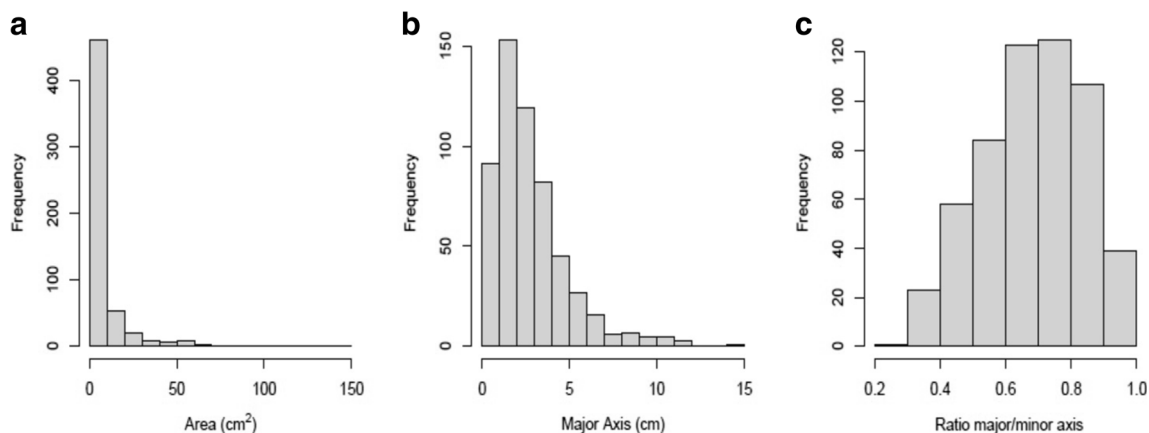 a
b
c
Frequency
0 100 200 300 400
0 50 100 150
Area (cm²)
Frequency
0 50 100 150
0 5 10 15
Major Axis (cm)
Frequency
0 20 40 60 80 100 120
0.2 0.4 0.6 0.8 1.0
Ratio major/minor axis